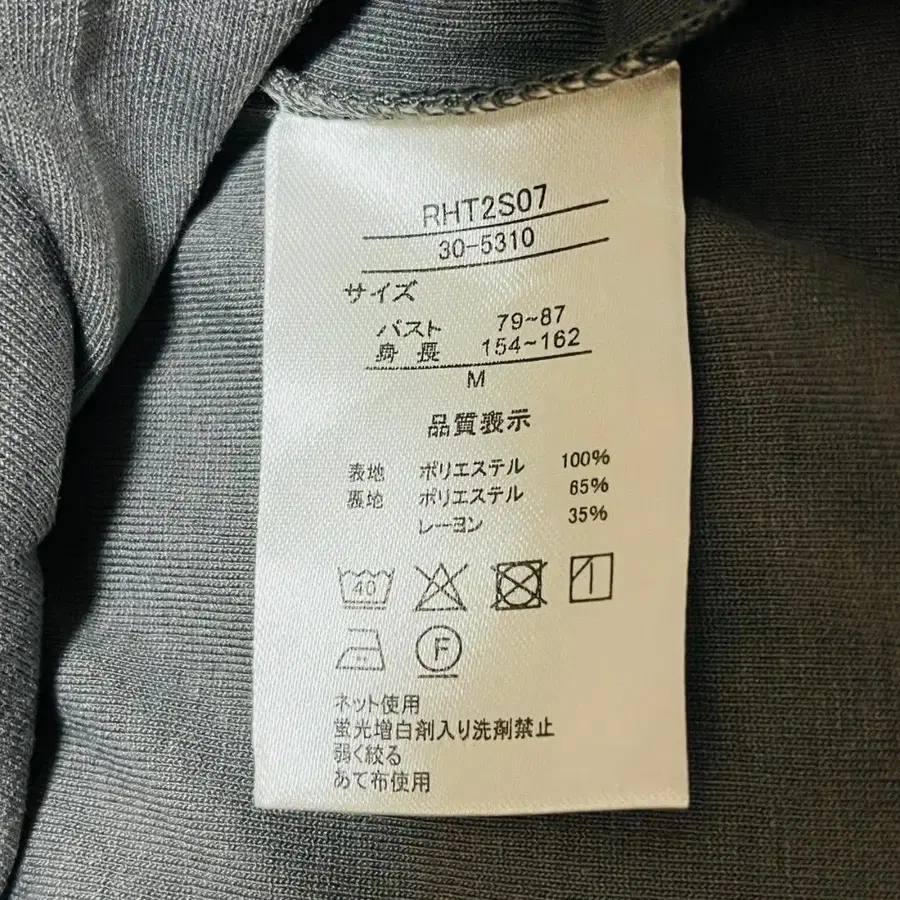 RHT2S07
30-5310
サイズ
バスト 79~87
身長 154~162
M
品質表示
表地 ポリエステル 100%
裏地 ポリエステル 65%
レーヨン 35%
40
F
ネット使用
蛍光増白剤入り洗剤禁止
弱く絞る
あて布使用